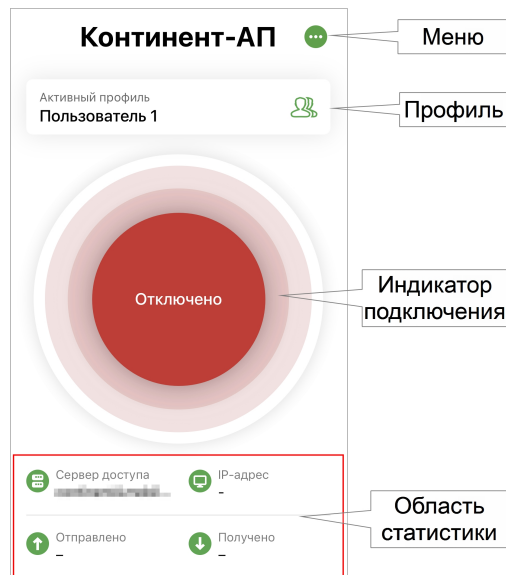 Континент-АП
Меню
Активный профиль
Пользователь 1
Профиль
Отключено
Индикатор
подключения
Сервер доступа
IP-адрес
-
Область
статистики
Отправлено
–
Получено
–